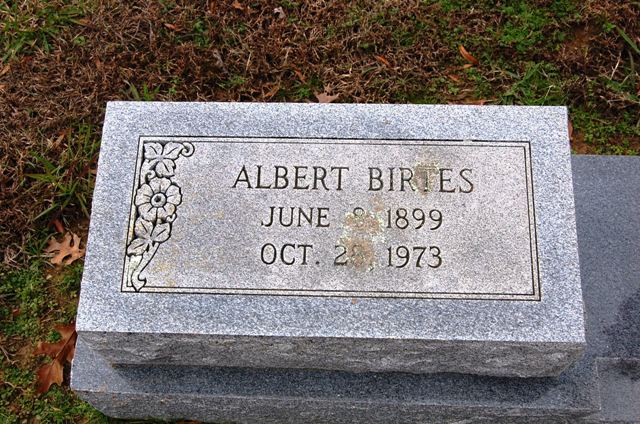 ALBERT BIRTES
JUNE 8 1899
OCT. 1973